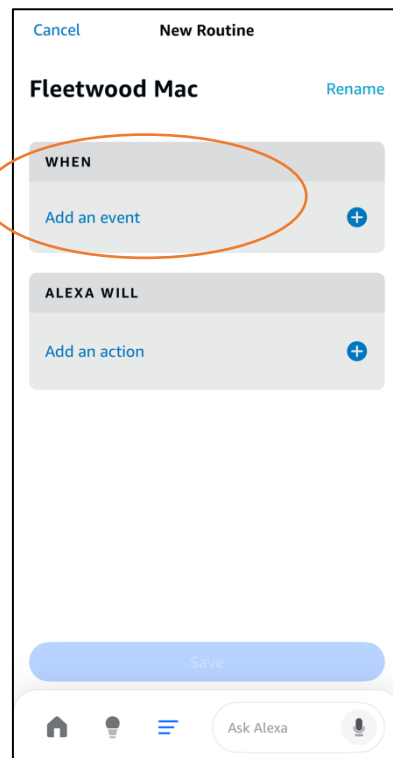 Cancel New Routine
Fleetwood Mac Rename
WHEN
Add an event
ALEXA WILL
Add an action
Save
Ask Alexa